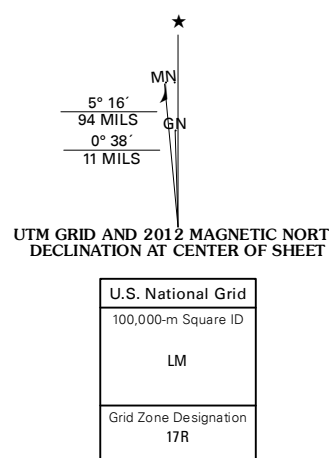 ★
MN
5° 16´
94 MILS
GN
0° 38´
11 MILS
UTM GRID AND 2012 MAGNETIC NORT
DECLINATION AT CENTER OF SHEET
U.S. National Grid
100,000-m Square ID
LM
Grid Zone Designation
17R